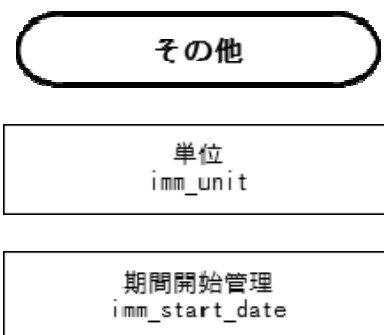 その他
単位
imm_unit
期間開始管理
imm_start_date